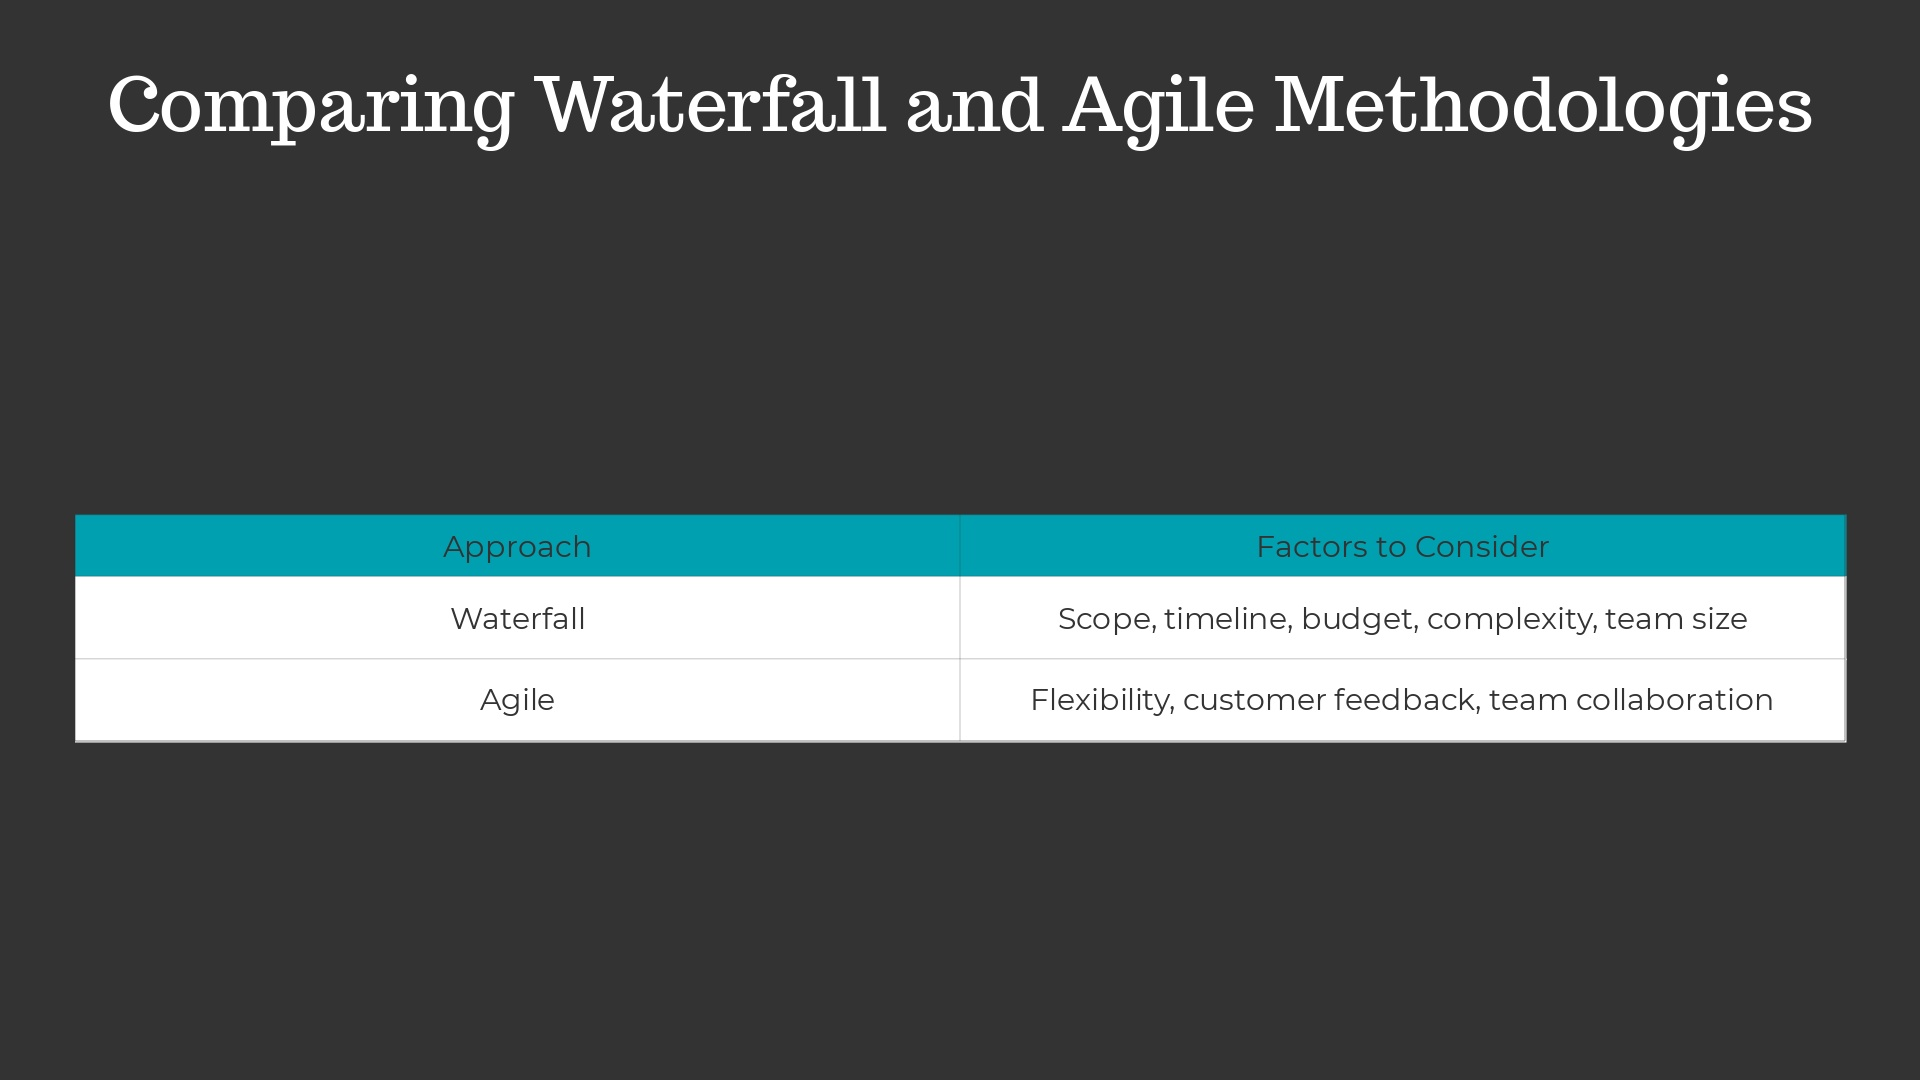 Comparing Waterfall and Agile Methodologies
Approach Factors to Consider
Waterfall Scope, timeline, budget, complexity, team size
Agile Flexibility, customer feedback, team collaboration